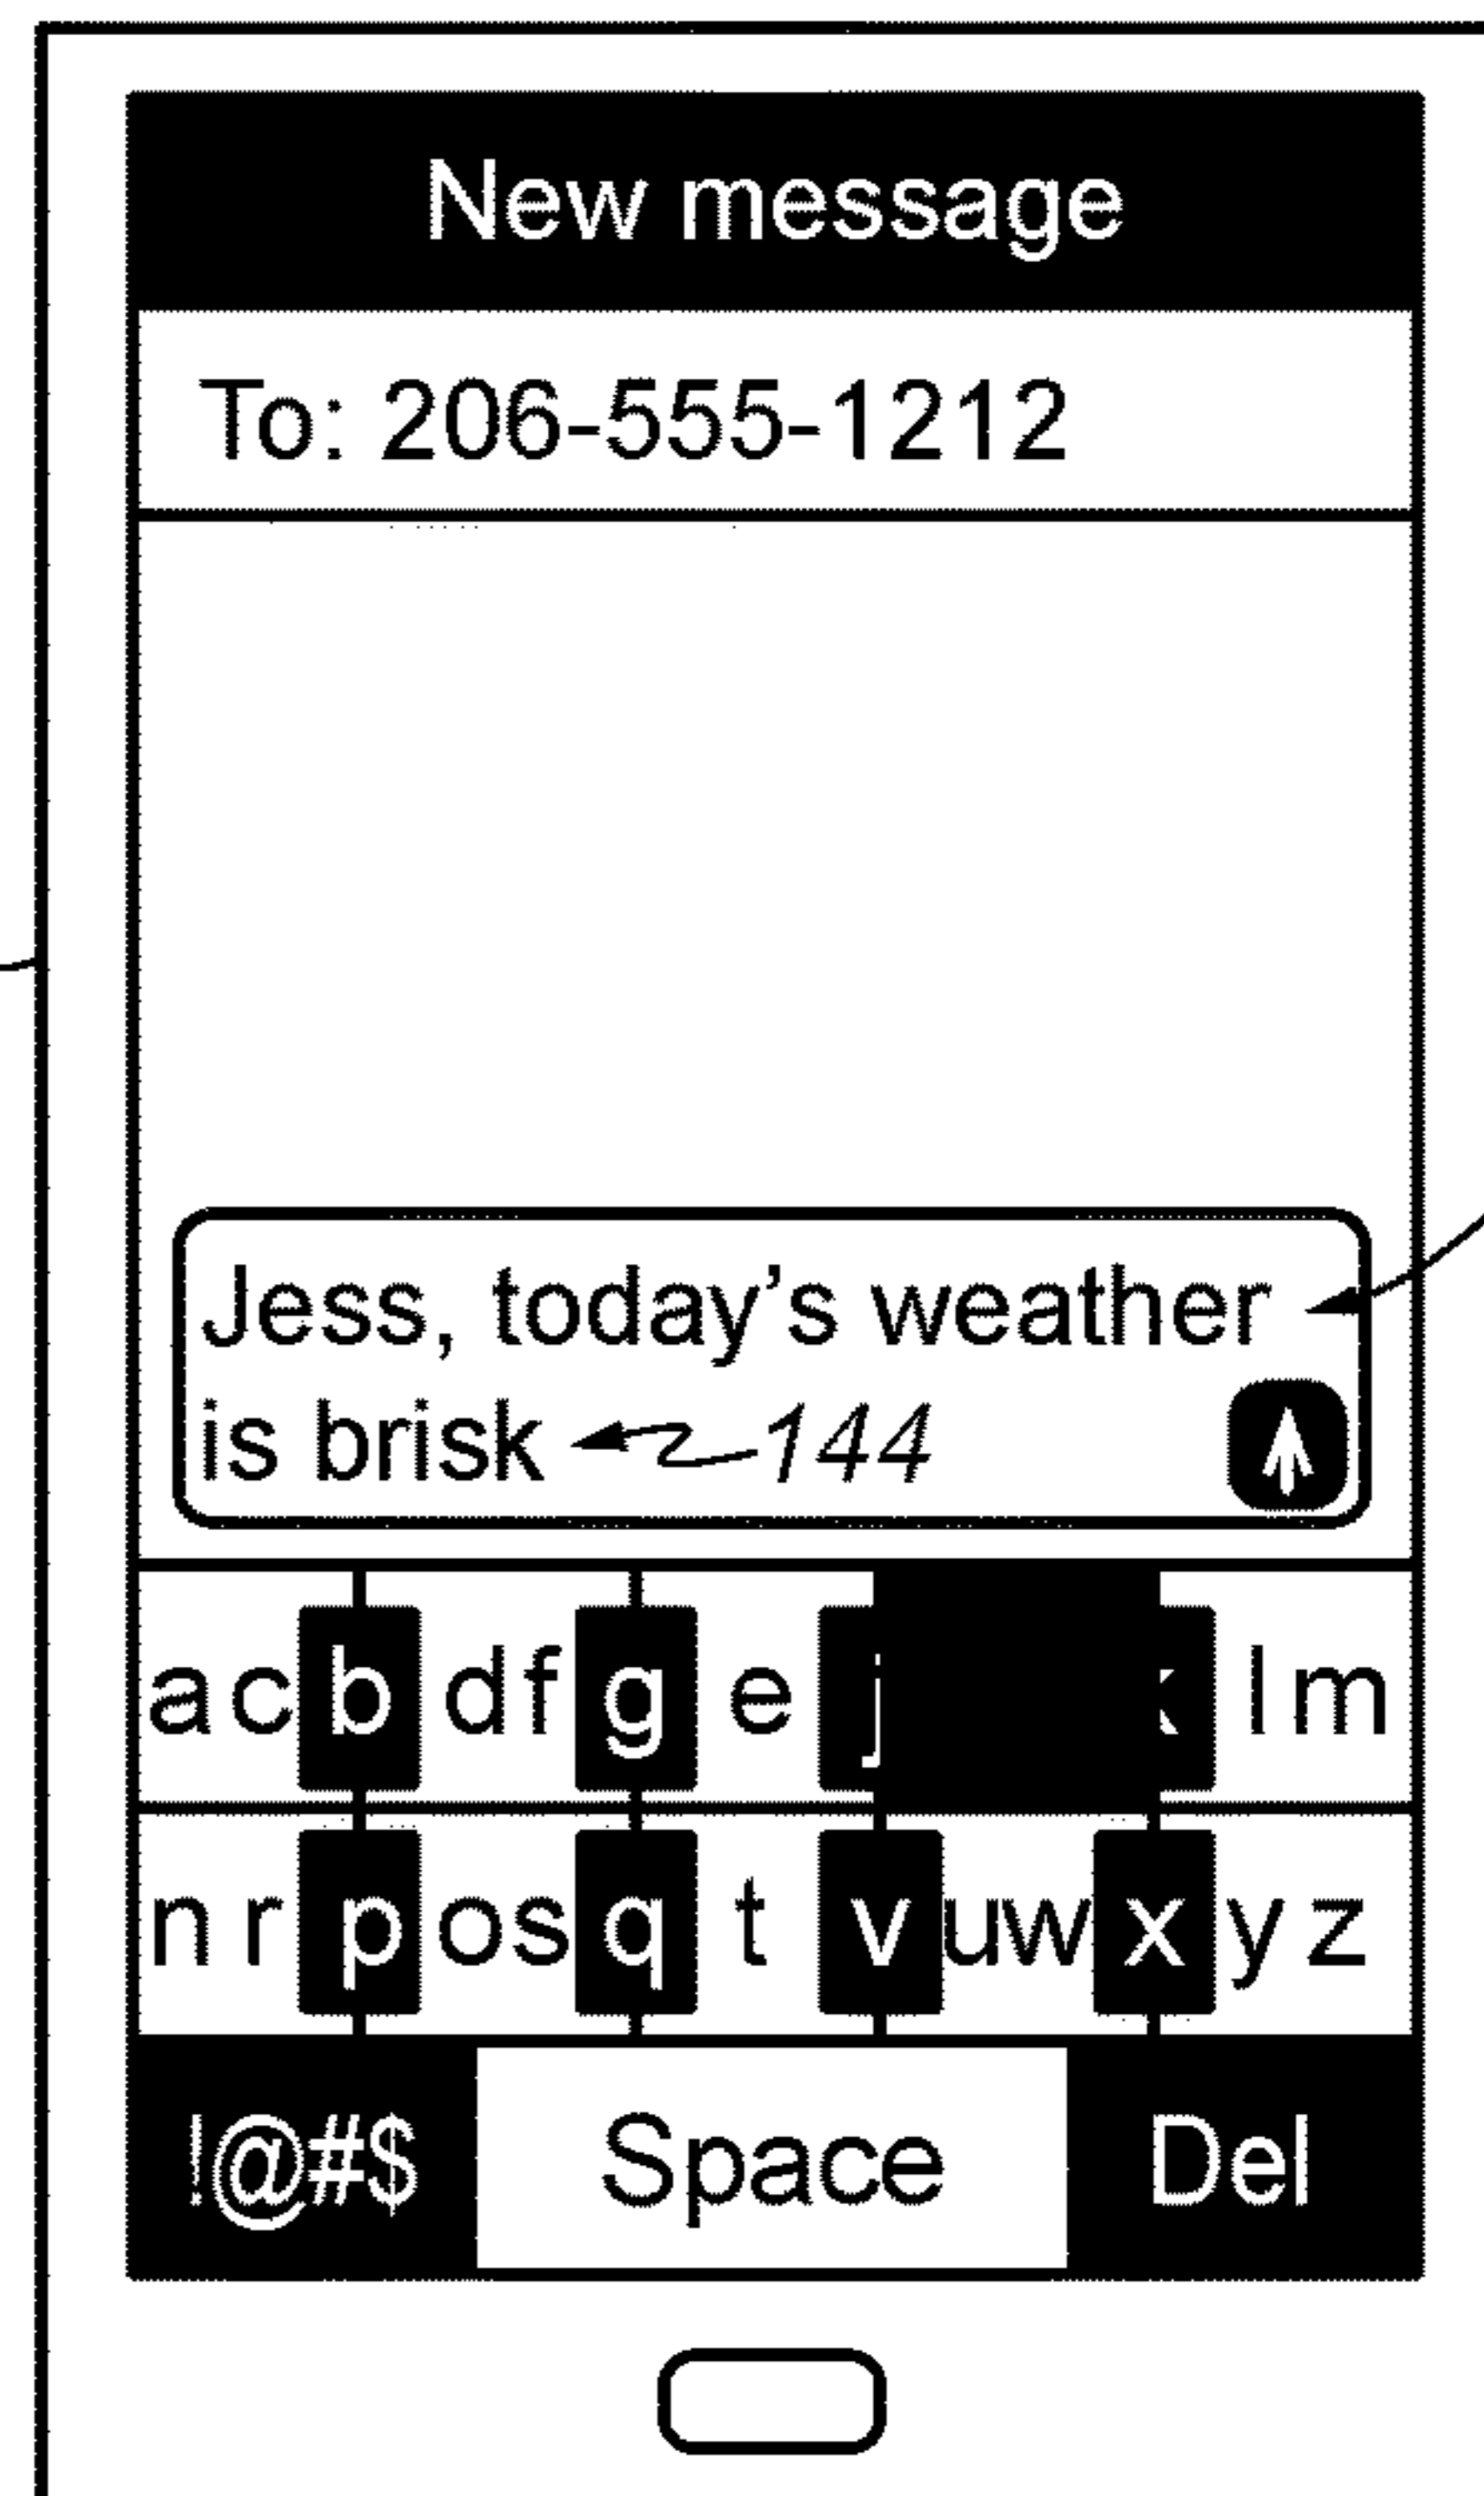 New message
To: 206-555-1212
Jess, today's weather
is brisk 144
a c b d f g e j l m
n r p o s q t v u w x y z
!@#$ Space Del